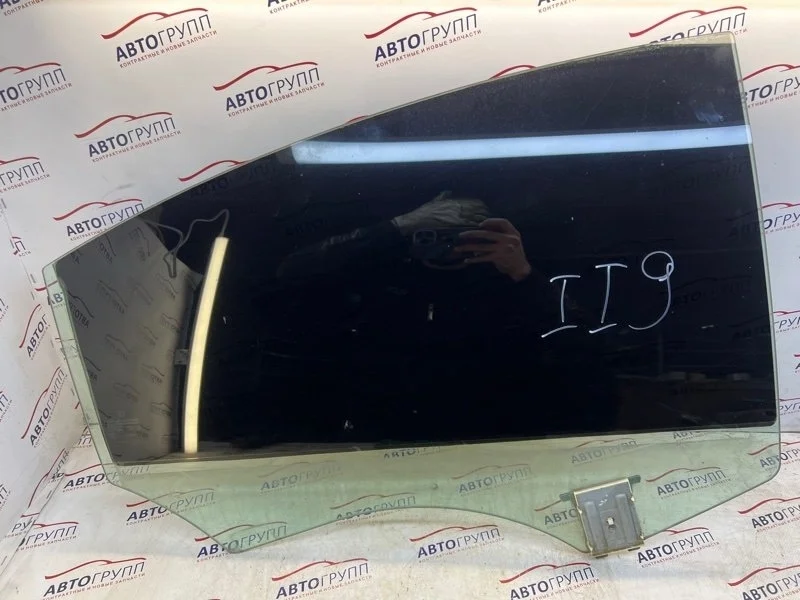 АВТОГРУПП
КОНТРАКТНЫЕ И НОВЫЕ ЗАПЧАСТИ
II9